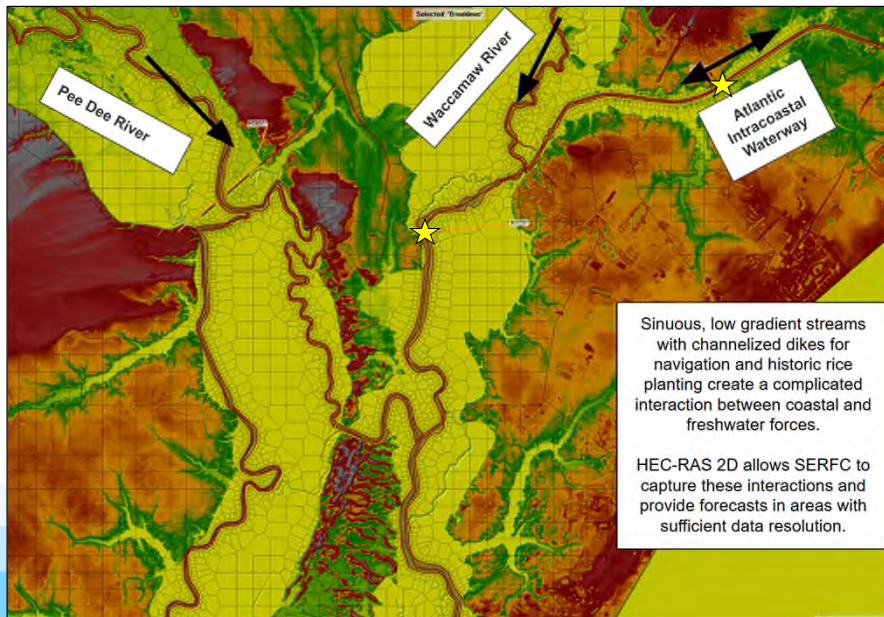 Selected: 'Breaklines'
Pee Dee River
Waccamaw River
Atlantic
Intracoastal
Waterway
Sinuous, low gradient streams
with channelized dikes for
navigation and historic rice
planting create a complicated
interaction between coastal and
freshwater forces.
HEC-RAS 2D allows SERFC to
capture these interactions and
provide forecasts in areas with
sufficient data resolution.